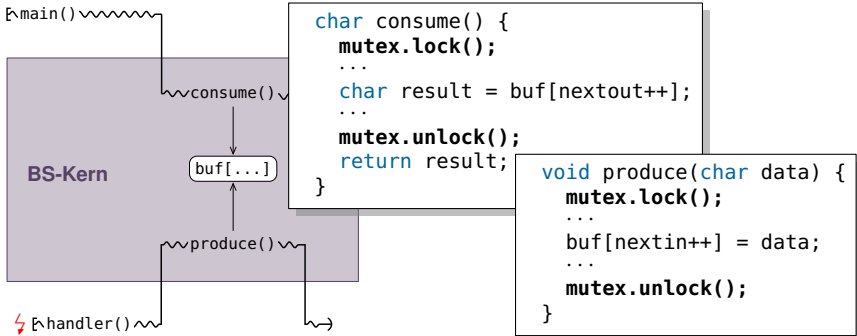 main()
consume()
BS-Kern
buf[...]
produce()
handler()
char consume() {
mutex.lock();
...
char result = buf[nextout++];
...
mutex.unlock();
return result;
}
void produce(char data) {
mutex.lock();
...
buf[nextin++] = data;
...
mutex.unlock();
}